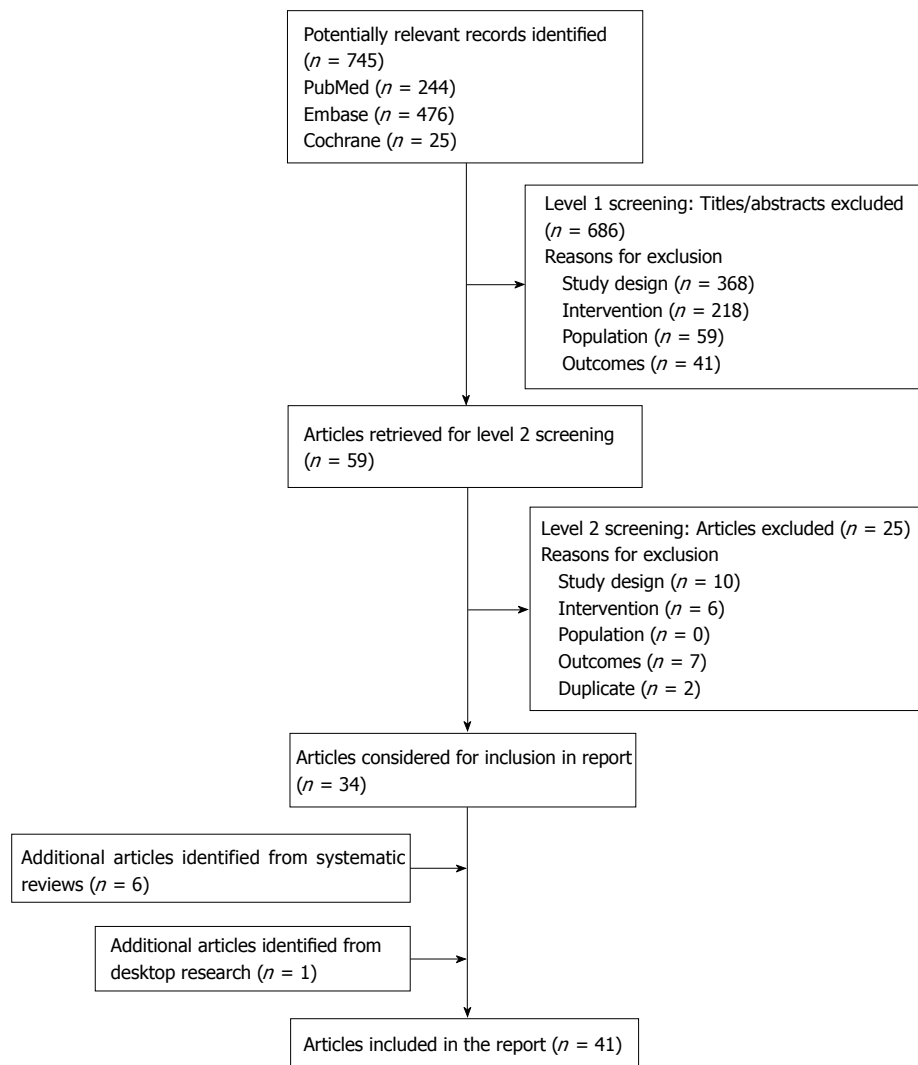 Potentially relevant records identified
(n = 745)
PubMed (n = 244)
Embase (n = 476)
Cochrane (n = 25)
Level 1 screening: Titles/abstracts excluded
(n = 686)
Reasons for exclusion
Study design (n = 368)
Intervention (n = 218)
Population (n = 59)
Outcomes (n = 41)
Articles retrieved for level 2 screening
(n = 59)
Level 2 screening: Articles excluded (n = 25)
Reasons for exclusion
Study design (n = 10)
Intervention (n = 6)
Population (n = 0)
Outcomes (n = 7)
Duplicate (n = 2)
Articles considered for inclusion in report
(n = 34)
Additional articles identified from systematic
reviews (n = 6)
Additional articles identified from
desktop research (n = 1)
Articles included in the report (n = 41)